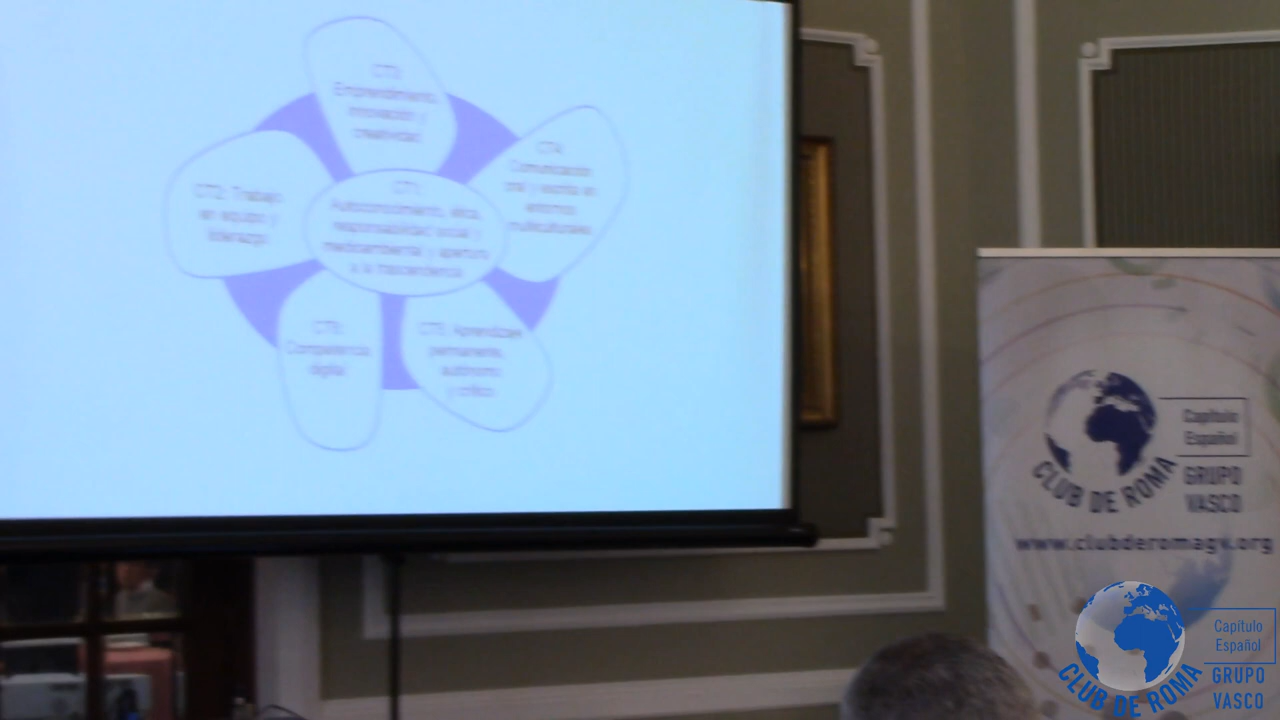 CT3:
Emprendimiento,
innovación y
creatividad
CT4:
Comunicación
oral y escrita en
entornos
multiculturales
CT2: Trabajo
en equipo y
liderazgo
CT1:
Autoconocimiento, ética,
responsabilidad social y
medioambiental y apertura
a la trascendencia
CT6:
Competencia
digital
CT5: Aprendizaje
permanente,
autónomo
y crítico
CLUB DE ROMA
Capítulo
Español
GRUPO
VASCO
www.clubderomagv.org
CLUB DE ROMA
Capítulo
Español
GRUPO
VASCO